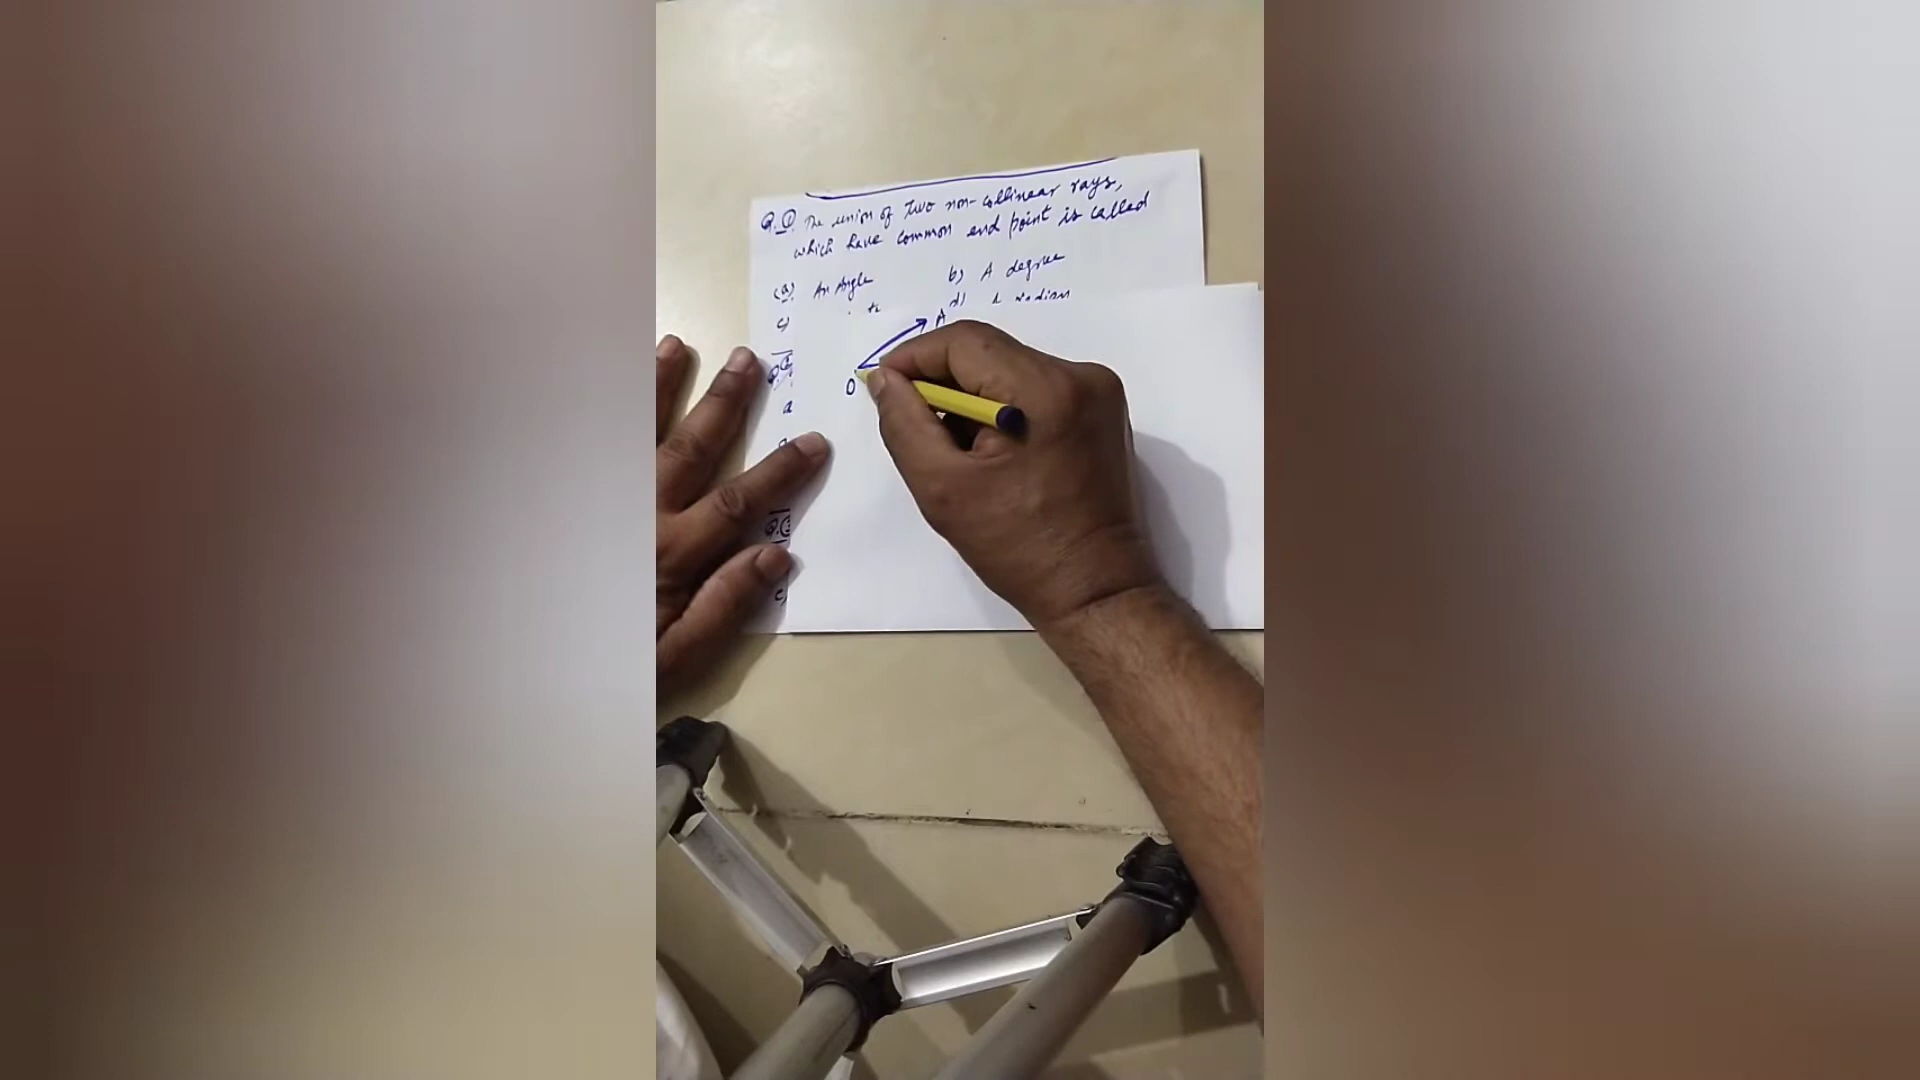 Q.① The union of two non-collinear rays,
which have common end point is called
(a) An Angle b) A degree
c) d) A radian
A
O
Q.
a
Q.
c)